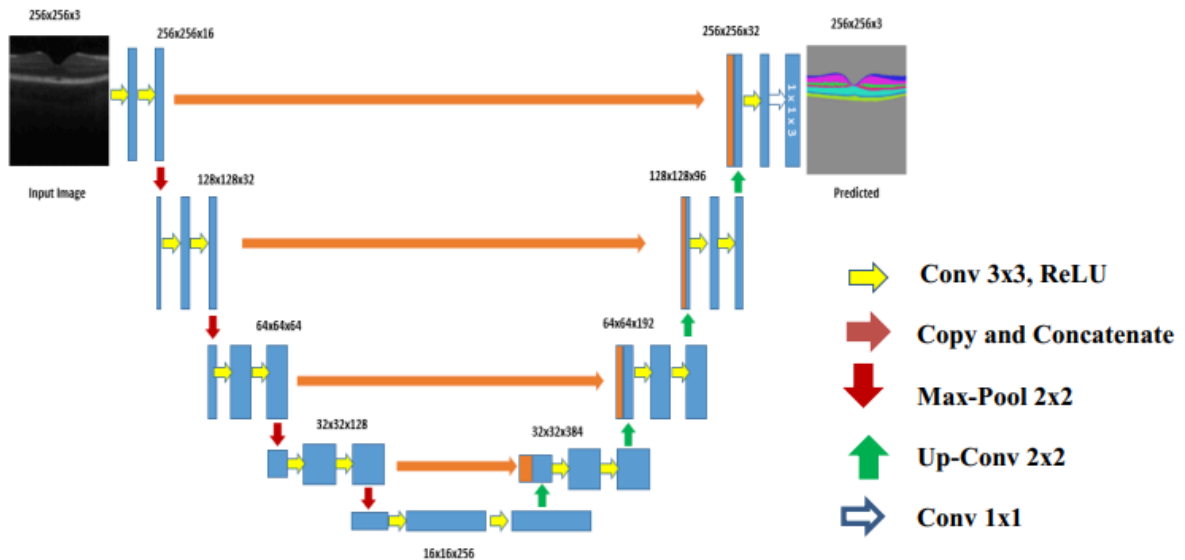 256x256x3
256x256x16
256x256x32
256x256x3
1x1x3
Input Image
Predicted
128x128x32
128x128x96
64x64x64
64x64x192
32x32x128
32x32x384
16x16x256
Conv 3x3, ReLU
Copy and Concatenate
Max-Pool 2x2
Up-Conv 2x2
Conv 1x1